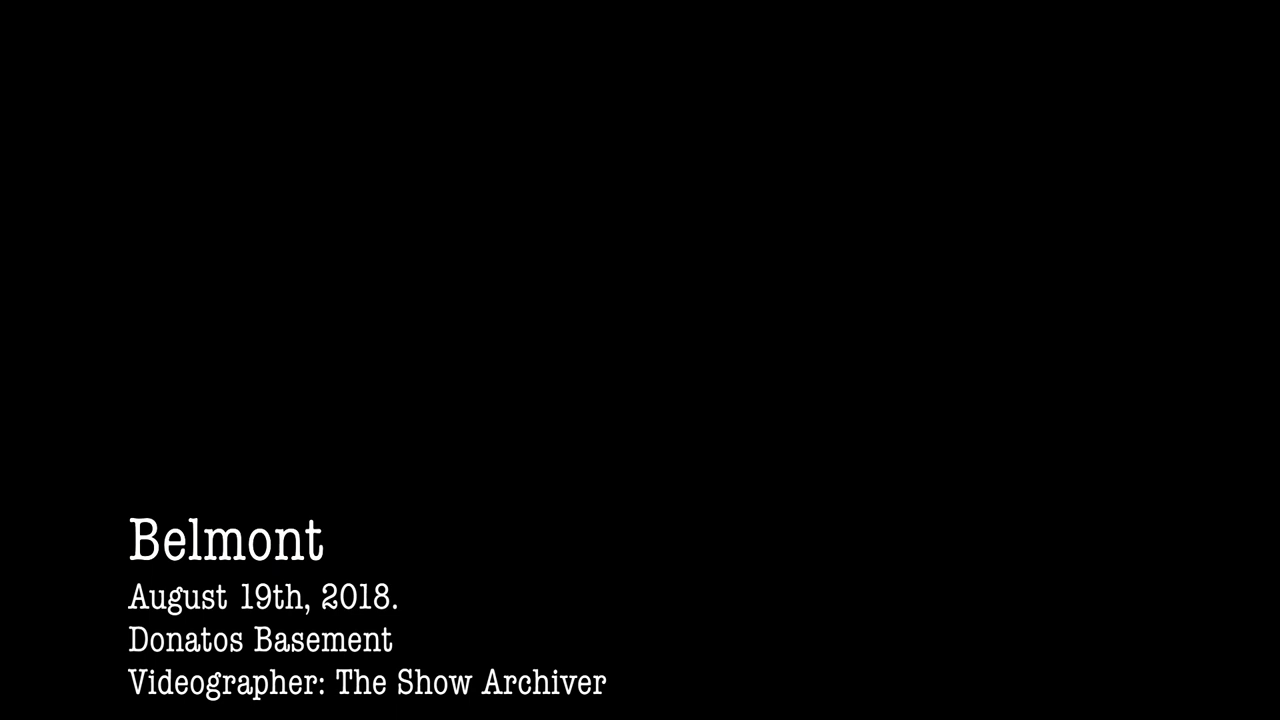 Belmont
August 19th, 2018.
Donatos Basement
Videographer: The Show Archiver